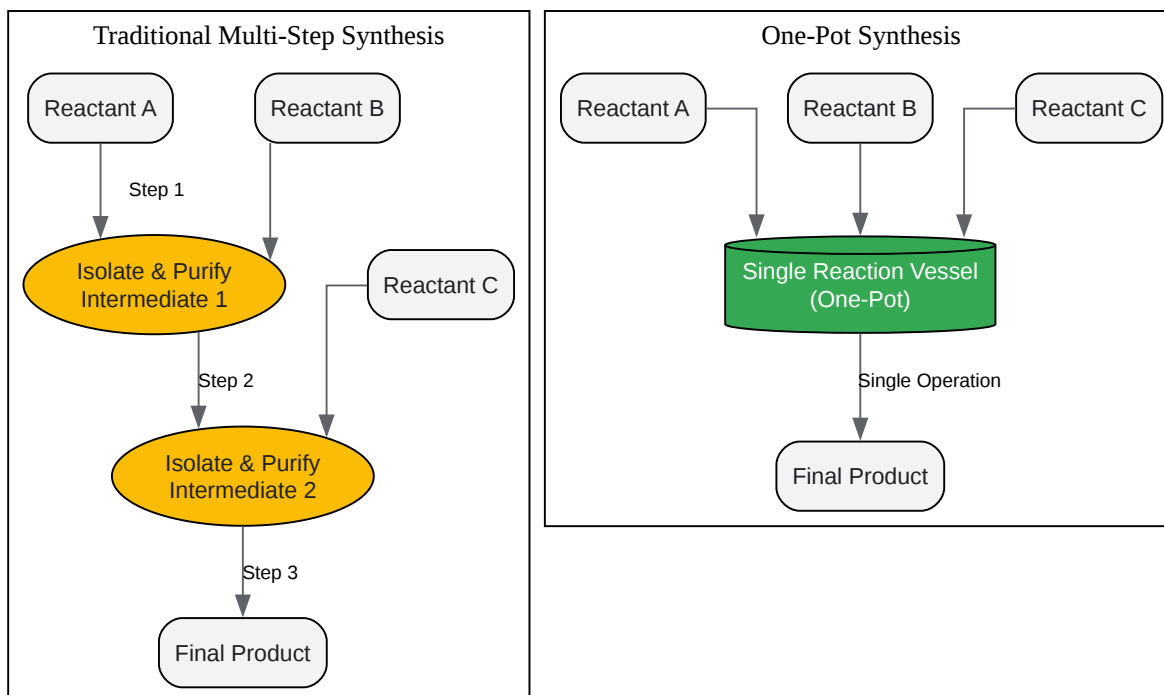 Traditional Multi-Step Synthesis
Reactant A
Reactant B
Step 1
Isolate & Purify
Intermediate 1
Reactant C
Step 2
Isolate & Purify
Intermediate 2
Step 3
Final Product
One-Pot Synthesis
Reactant A
Reactant B
Reactant C
Single Reaction Vessel
(One-Pot)
Single Operation
Final Product